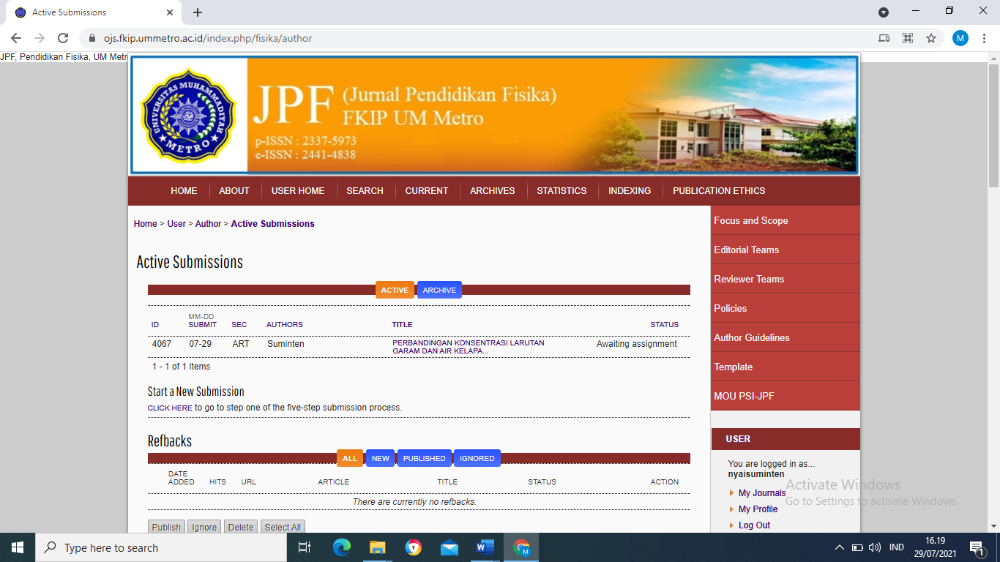 Active Submissions
ojs.fkip.ummetro.ac.id/index.php/fisika/author
M
JPF, Pendidikan Fisika, UM Metr
UNIVERSITAS MUHAMMADIYAH
METRO
JPF (Jurnal Pendidikan Fisika)
FKIP UM Metro
p-ISSN : 2337-5973
e-ISSN : 2441-4838
HOME ABOUT USER HOME SEARCH CURRENT ARCHIVES STATISTICS INDEXING PUBLICATION ETHICS
Home > User > Author > Active Submissions
Active Submissions
ACTIVE ARCHIVE
ID MM-DD SUBMIT SEC AUTHORS TITLE STATUS
4067 07-29 ART Suminten PERBANDINGAN KONSENTRASI LARUTAN Awaiting assignment
GARAM DAN AIR KELAPA...
1 - 1 of 1 Items
Start a New Submission
CLICK HERE to go to step one of the five-step submission process.
Refbacks
ALL NEW PUBLISHED IGNORED
DATE
ADDED HITS URL ARTICLE TITLE STATUS ACTION
There are currently no refbacks.
Publish Ignore Delete Select All
Focus and Scope
Editorial Teams
Reviewer Teams
Policies
Author Guidelines
Template
MOU PSI-JPF
USER
You are logged in as...
nyaisuminten
My Journals
My Profile
Log Out
Activate Windows
Go to Settings to activate Windows.
Type here to search
W
M
IND
16.19
29/07/2021
1